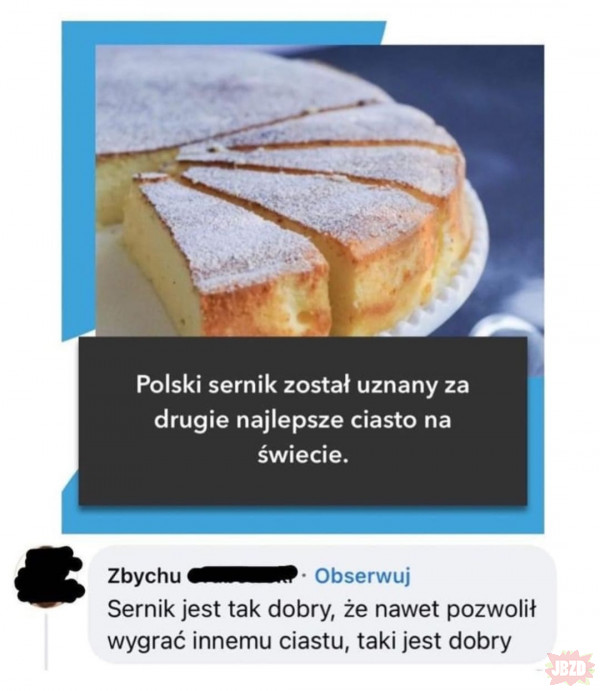 Polski sernik został uznany za
drugie najlepsze ciasto na
świecie.
Zbychu · Obserwuj
Sernik jest tak dobry, że nawet pozwolił
wygrać innemu ciastu, taki jest dobry
JBZD